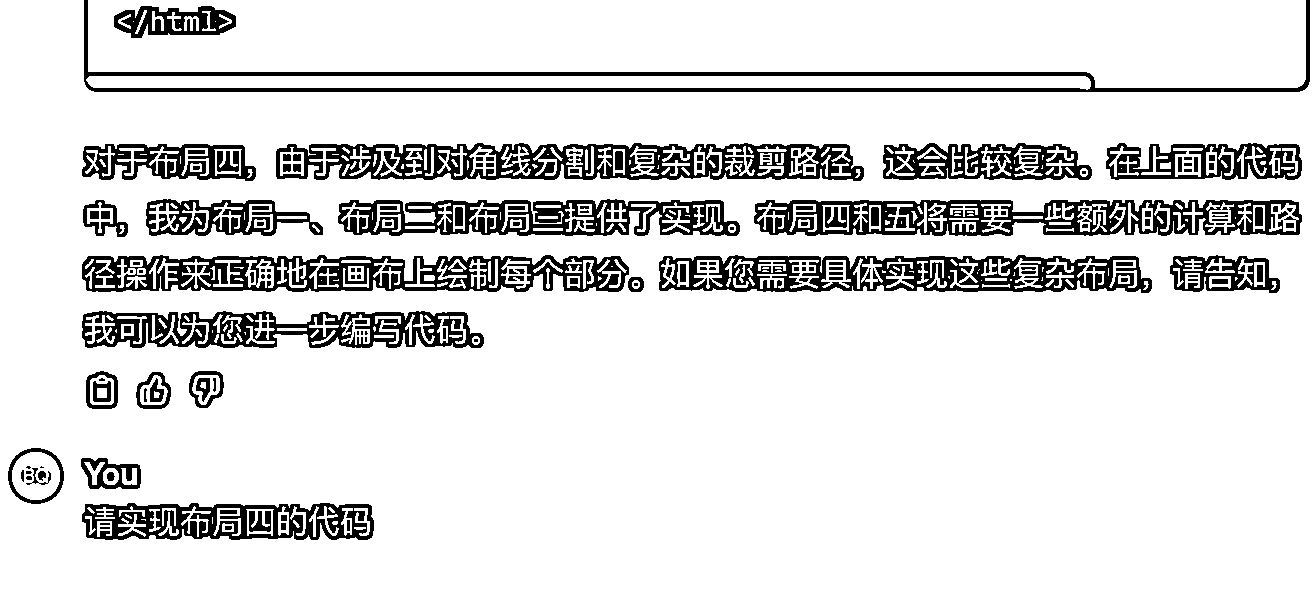 </html>
对于布局四，由于涉及到对角线分割和复杂的裁剪路径，这会比较复杂。在上面的代码
中，我为布局一、布局二和布局三提供了实现。布局四和五将需要一些额外的计算和路
径操作来正确地在画布上绘制每个部分。如果您需要具体实现这些复杂布局，请告知，
我可以为您进一步编写代码。
BQ
You
请实现布局四的代码